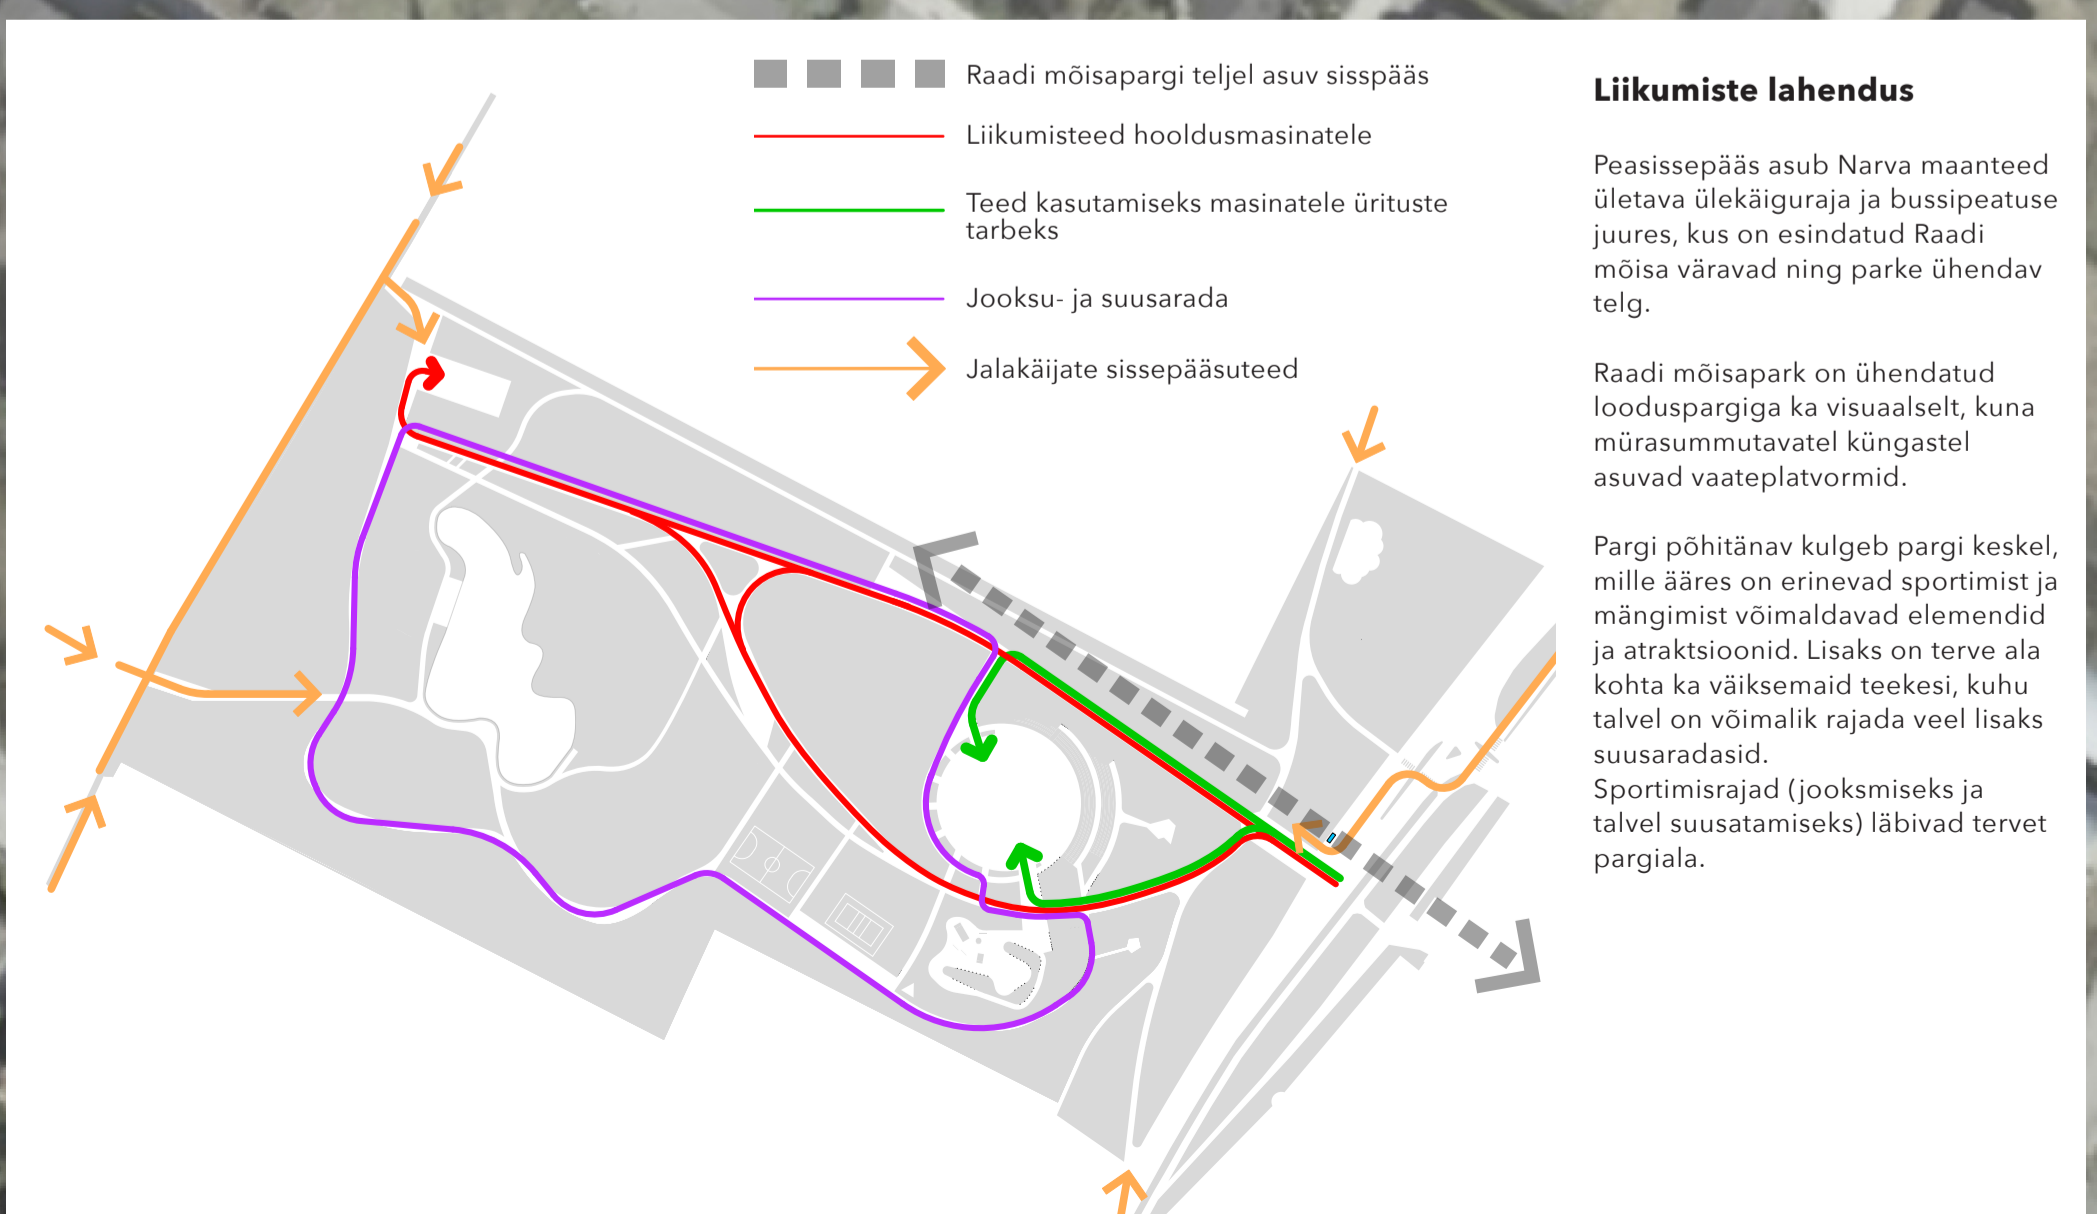 Raadi mõisapargi teljel asuv sisspääs
Liikumisteed hooldusmasinatele
Teed kasutamiseks masinatele ürituste
tarbeks
Jooksu- ja suusarada
Jalakäijate sissepääsuteed
Liikumiste lahendus
Peasissepääs asub Narva maanteed
ületava ülekäiguraja ja bussipeatuse
juures, kus on esindatud Raadi
mõisa väravad ning parke ühendav
telg.
Raadi mõisapark on ühendatud
looduspargiga ka visuaalselt, kuna
mürasummutavatel küngastel
asuvad vaateplatvormid.
Pargi põhitänav kulgeb pargi keskel,
mille ääres on erinevad sportimist ja
mängimist võimaldavad elemendid
ja atraktsioonid. Lisaks on terve ala
kohta ka väiksemaid teekesi, kuhu
talvel on võimalik rajada veel lisaks
suusaradasid.
Sportimisrajad (jooksmiseks ja
talvel suusatamiseks) läbivad tervet
pargiala.